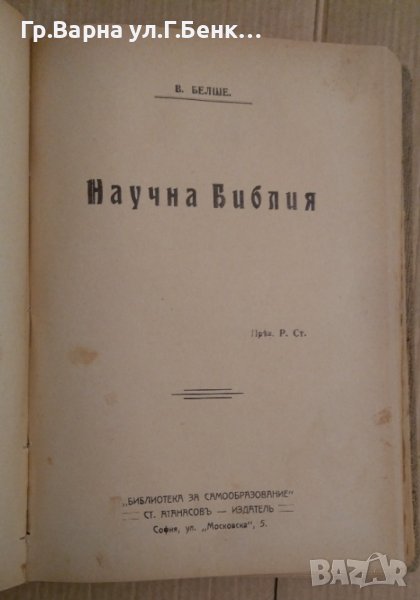 Гр.Варна ул.Г.Бенк...
В. БЕЛШЕ.
Научна Библия
Прѣв. Р. Ст.
„БИБЛИОТЕКА ЗА САМООБРАЗОВАНИЕ"
СТ. АТАНАСОВЪ — ИЗДАТЕЛЬ
София, ул. „Московска", 5.
BAZAR